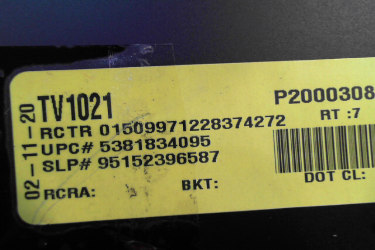 02-11-20
TV1021
P2000308
RCTR 01509971228374272
RT :7
UPC# 5381834095
SLP# 95152396587
RCRA:
BKT:
DOT CL: